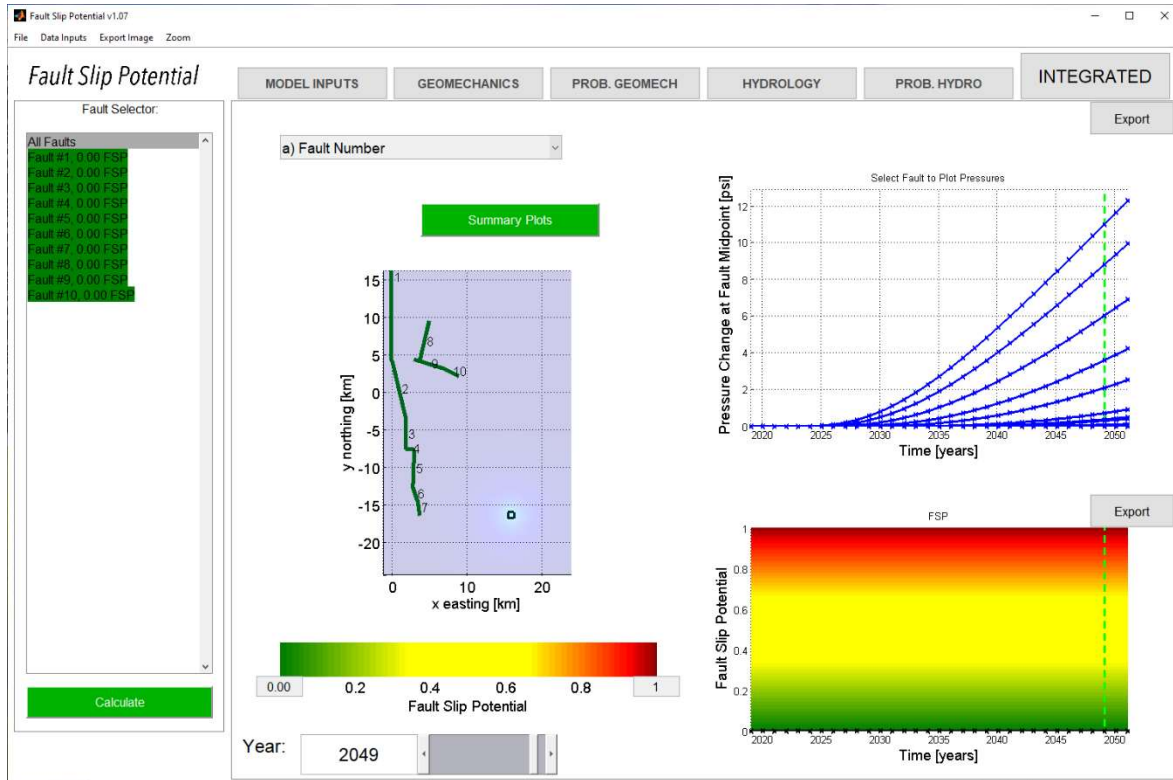 Fault Slip Potential v1.07
File Data Inputs Export Image Zoom
Fault Slip Potential
MODEL INPUTS
GEOMECHANICS
PROB. GEOMECH
HYDROLOGY
PROB. HYDRO
INTEGRATED
Fault Selector:
All Faults
Fault #1, 0.00 FSP
Fault #2, 0.00 FSP
Fault #3, 0.00 FSP
Fault #4, 0.00 FSP
Fault #5, 0.00 FSP
Fault #6, 0.00 FSP
Fault #7, 0.00 FSP
Fault #8, 0.00 FSP
Fault #9, 0.00 FSP
Fault #10, 0.00 FSP
Calculate
a) Fault Number
Summary Plots
y northing [km]
15
10
5
0
-5
-10
-15
-20
1
8
9
10
2
3
4
5
6
7
0 10 20
x easting [km]
0.00 0.2 0.4 0.6 0.8 1
Fault Slip Potential
Year: 2049
Export
Select Fault to Plot Pressures
Pressure Change at Fault Midpoint [psi]
12
10
8
6
4
2
0
2020 2025 2030 2035 2040 2045 2050
Time [years]
Export
FSP
Fault Slip Potential
1
0.8
0.6
0.4
0.2
0
2020 2025 2030 2035 2040 2045 2050
Time [years]